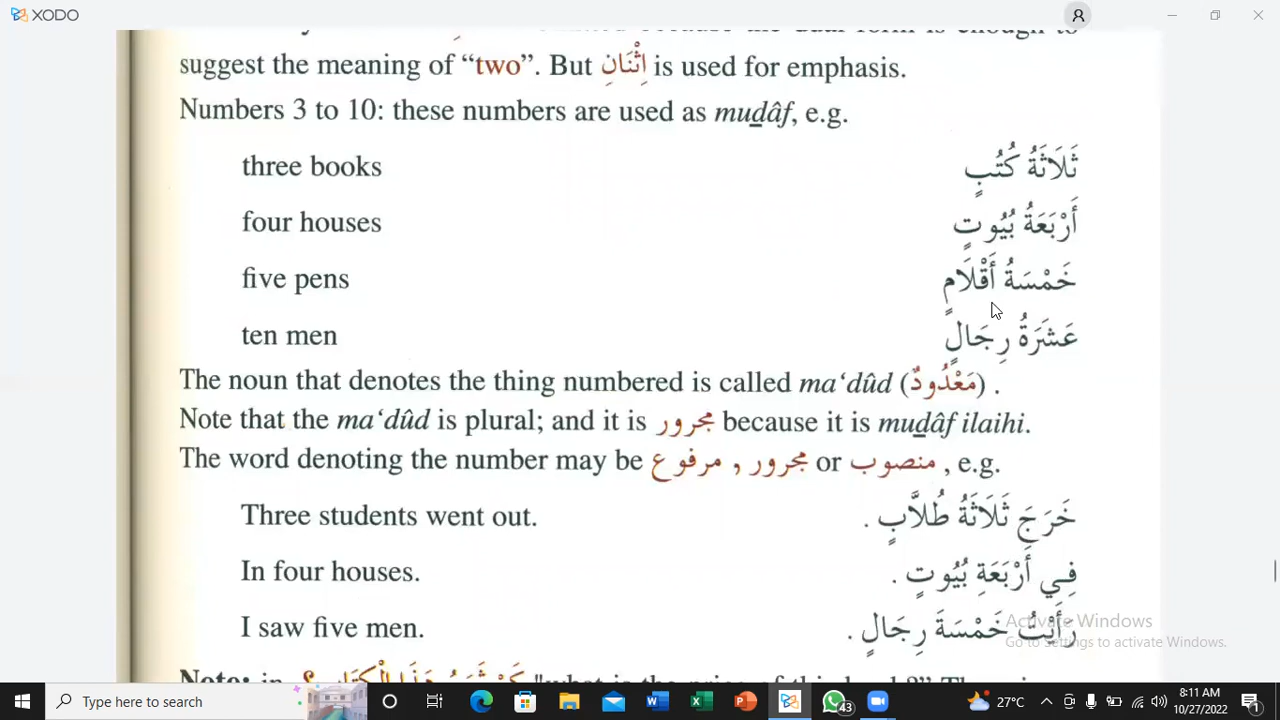 XODO
suggest the meaning of “two”. But اِثْنَانِ is used for emphasis.
Numbers 3 to 10: these numbers are used as muḏâf, e.g.
three books ثَلَاثَةُ كُتُبٍ
four houses أَرْبَعَةُ بُيُوتٍ
five pens خَمْسَةُ أَقْلَامٍ
ten men عَشَرَةُ رِجَالٍ
The noun that denotes the thing numbered is called ma‘dûd (مَعْدُودٌ) .
Note that the ma‘dûd is plural; and it is مجرور because it is muḏâf ilaihi.
The word denoting the number may be مرفوع , مجرور or منصوب , e.g.
Three students went out. خَرَجَ ثَلَاثَةُ طُلَّابٍ .
In four houses. فِي أَرْبَعَةِ بُيُوتٍ .
I saw five men. رَأَيْتُ خَمْسَةَ رِجَالٍ .
Activate Windows
Go to Settings to activate Windows.
Type here to search
43
27°C
8:11 AM
10/27/2022
1